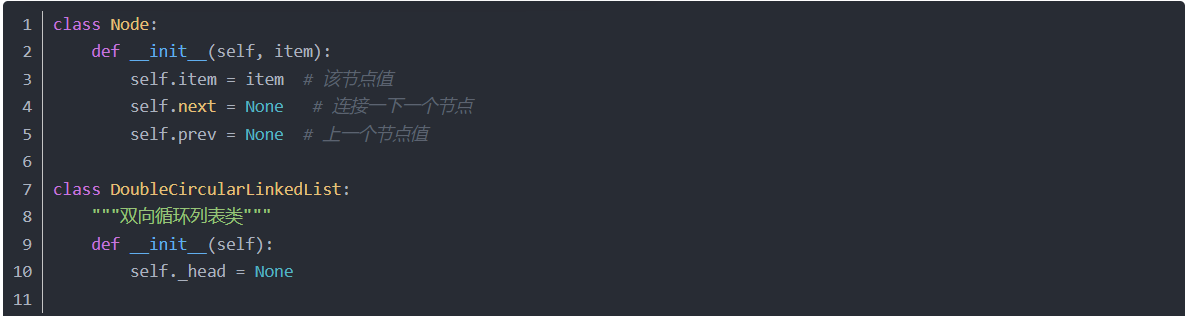 1 class Node:
2     def __init__(self, item):
3         self.item = item  # 该节点值
4         self.next = None   # 连接一下一个节点
5         self.prev = None  # 上一个节点值
6
7 class DoubleCircularLinkedList:
8     """双向循环列表类"""
9     def __init__(self):
10         self._head = None
11